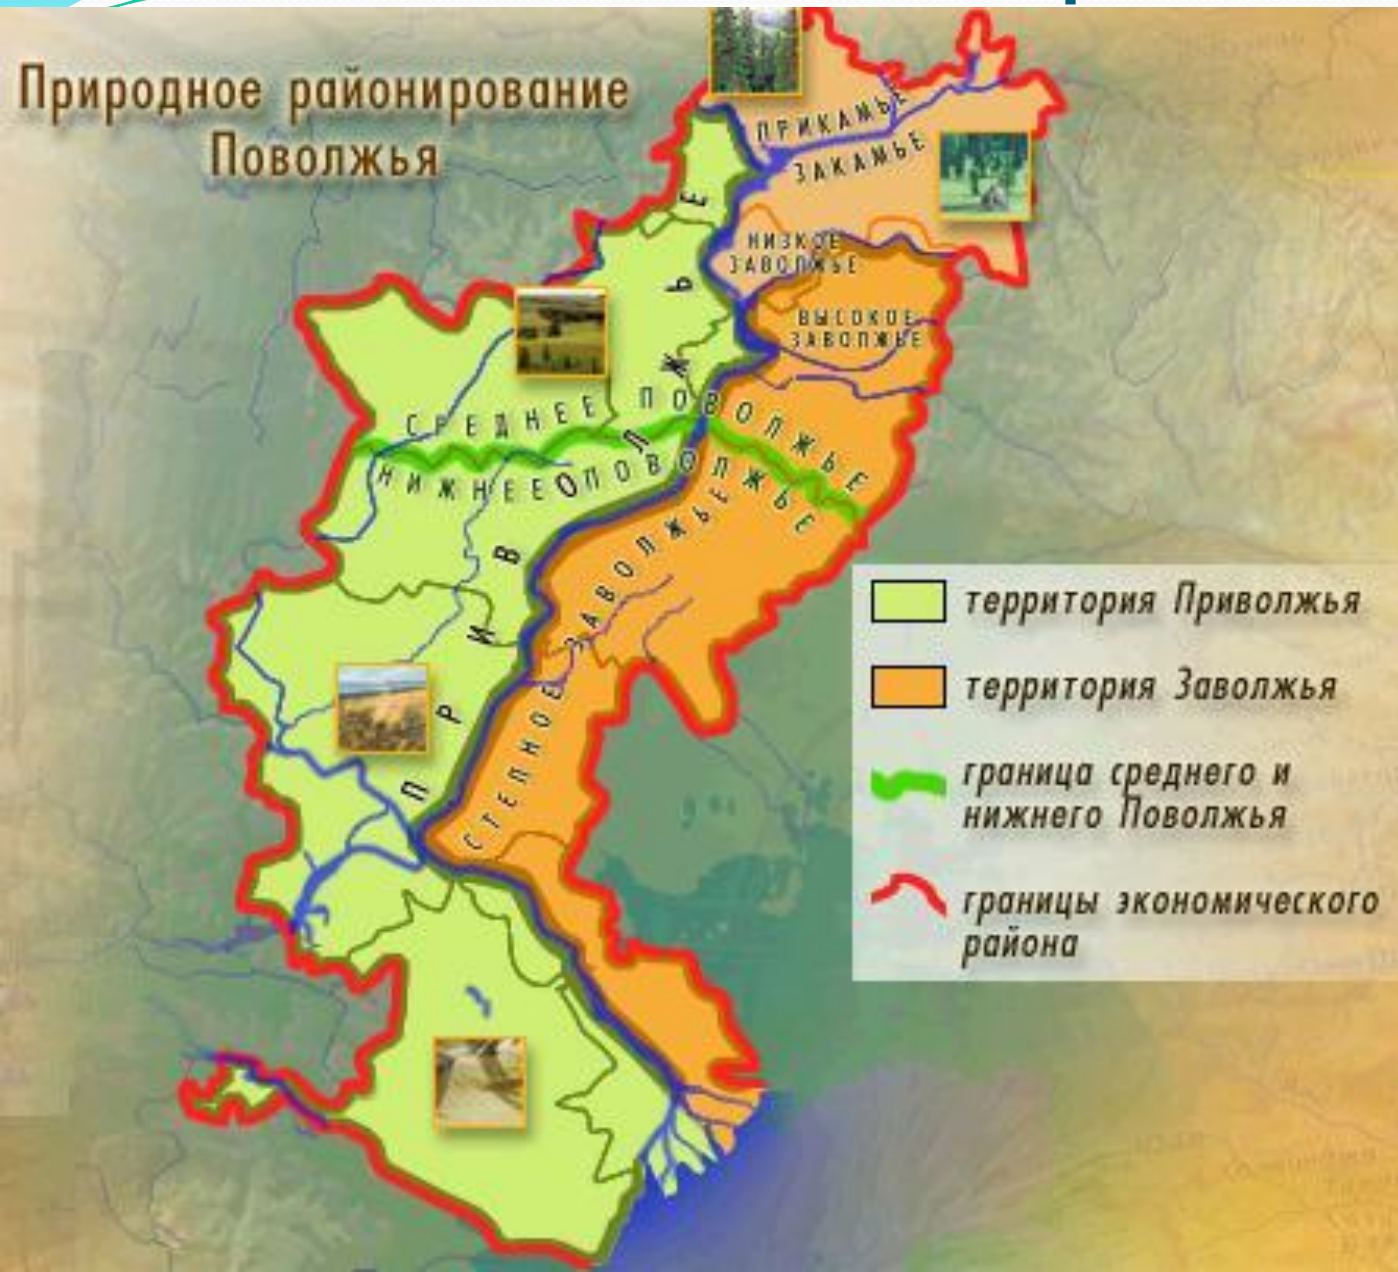 Природное районирование
Поволжья
ПРИКАМЬЕ
ЗАКАМЬЕ
НИЗКОЕ
ЗАВОЛЖЬЕ
ВЫСОКОЕ
ЗАВОЛЖЬЕ
СРЕДНЕЕ ПОВОЛЖЬЕ
НИЖНЕЕ ПОВОЛЖЬЕ
ПРИВОЛЖЬЕ
СТЕПНОЕ ЗАВОЛЖЬЕ
территория Приволжья
территория Заволжья
граница среднего и
нижнего Поволжья
границы экономического
района